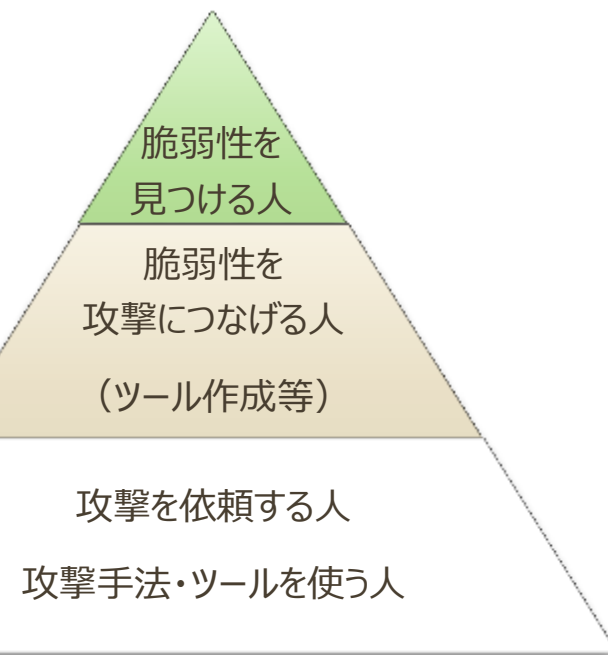 脆弱性を
見つける人
脆弱性を
攻撃につなげる人
（ツール作成等）
攻撃を依頼する人
攻撃手法・ツールを使う人